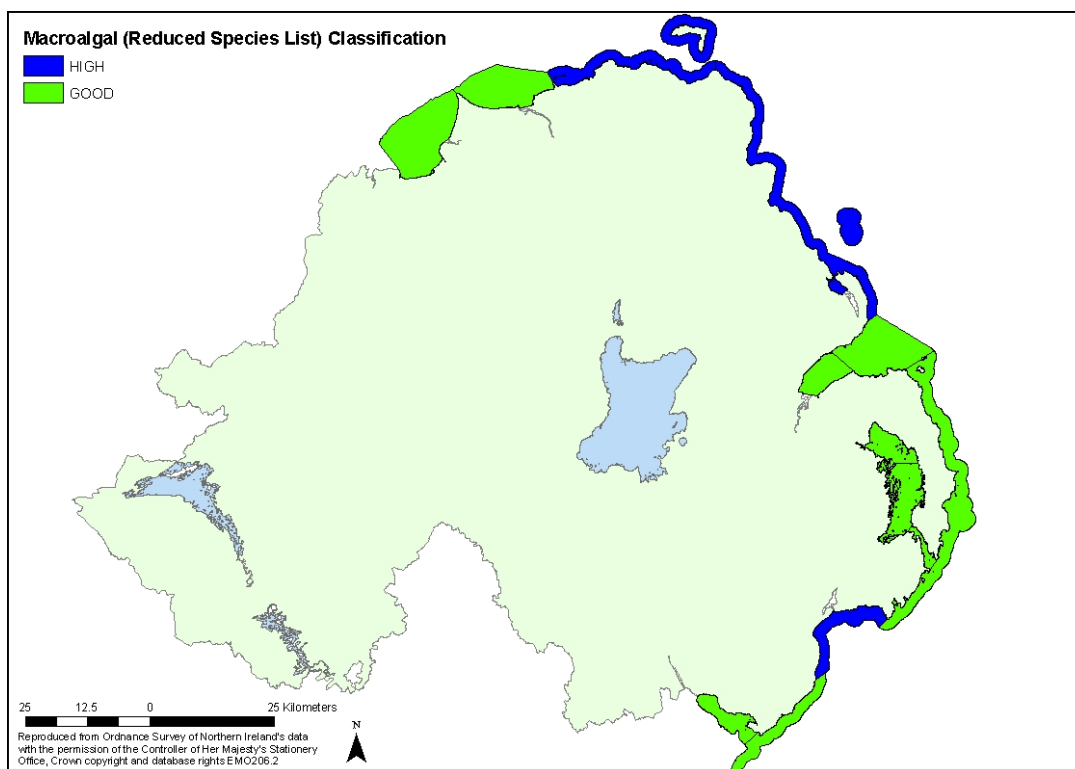 Macroalgal (Reduced Species List) Classification
HIGH
GOOD
25 12.5 0 25 Kilometers
N
Reproduced from Ordnance Survey of Northern Ireland's data
with the permission of the Controller of Her Majesty's Stationery
Office, Crown copyright and database rights EMO206.2